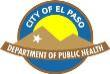 CITY OF EL PASO
DEPARTMENT OF PUBLIC HEALTH